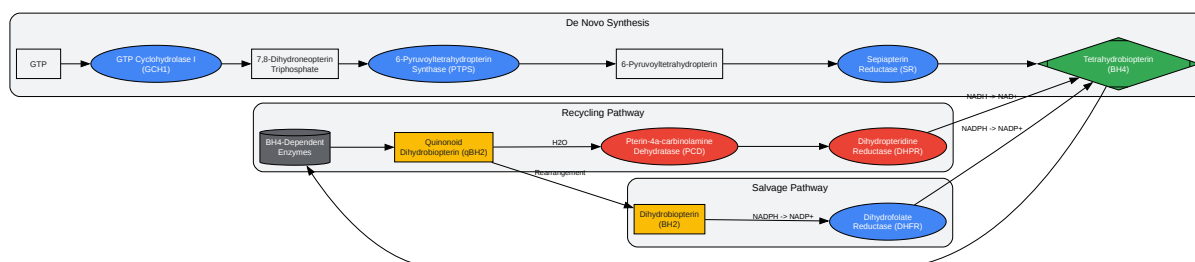 De Novo Synthesis
GTP
GTP Cyclohydrolase I
(GCH1)
7,8-Dihydroneopterin
Triphosphate
6-Pyruvoyltetrahydropterin
Synthase (PTPS)
6-Pyruvoyltetrahydropterin
Sepiapterin
Reductase (SR)
Tetrahydrobiopterin
(BH4)
NADH -> NAD+
Recycling Pathway
BH4-Dependent
Enzymes
Quinonoid
Dihydrobiopterin (qBH2)
H2O
Pterin-4a-carbinolamine
Dehydratase (PCD)
Dihydropteridine
Reductase (DHPR)
NADPH -> NADP+
Rearrangement
Salvage Pathway
Dihydrobiopterin
(BH2)
NADPH -> NADP+
Dihydrofolate
Reductase (DHFR)